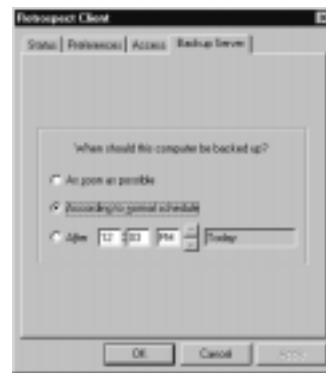 Retrospect Client
Status Preferences Access Backup Server
When should this computer be backed up?
As soon as possible
According to normal schedule
After 12 : 03 PM Today
OK Cancel Apply